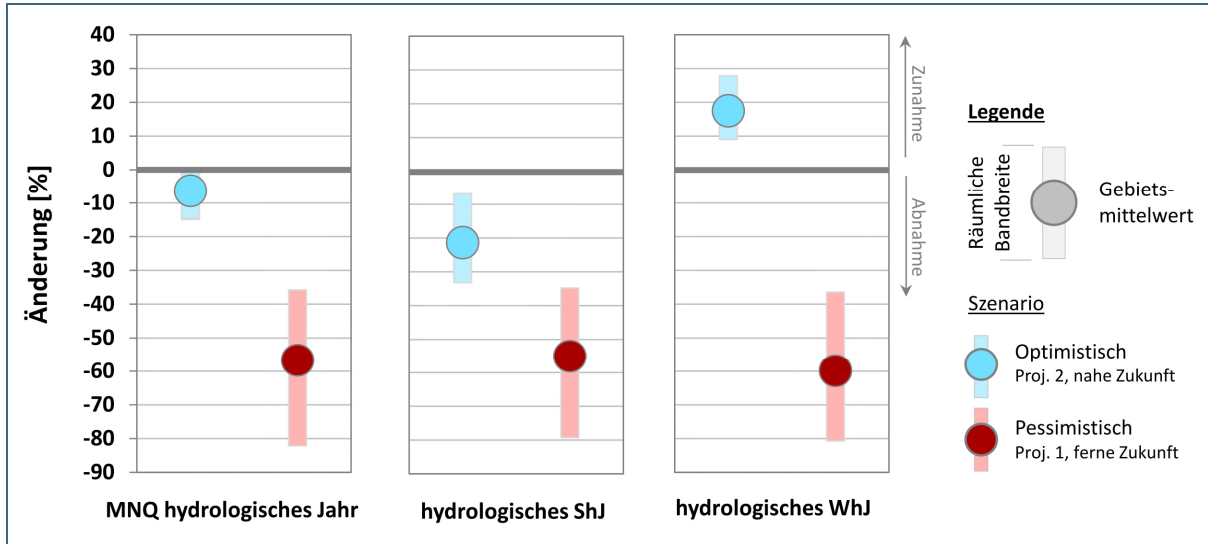 Änderung [%]
40
30
20
10
0
-10
-20
-30
-40
-50
-60
-70
-80
-90
MNQ hydrologisches Jahr
hydrologisches ShJ
hydrologisches WhJ
Zunahme
Abnahme
Legende
Räumliche
Bandbreite
Gebiets-
mittelwert
Szenario
Optimistisch
Proj. 2, nahe Zukunft
Pessimistisch
Proj. 1, ferne Zukunft